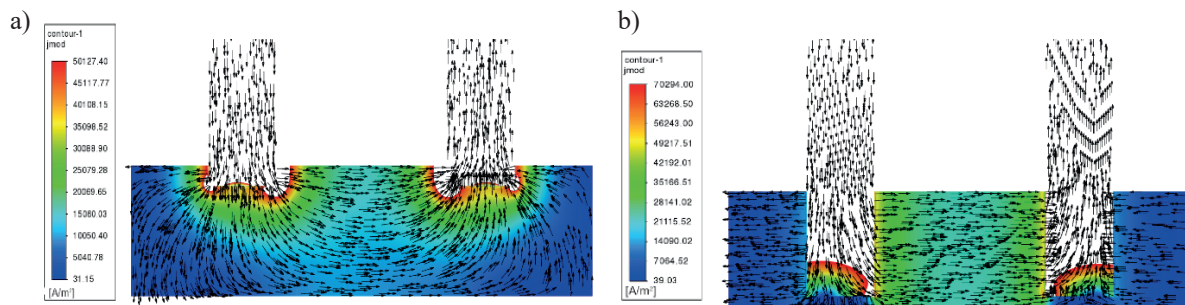 a)
contour-1
jmod
50127.40
45117.77
40108.15
35098.52
30088.90
25079.28
20069.65
15060.03
10050.40
5040.78
31.15
[A/m²]
b)
contour-1
jmod
70294.00
63268.50
56243.00
49217.51
42192.01
35166.51
28141.02
21115.52
14090.02
7064.52
39.03
[A/m²]